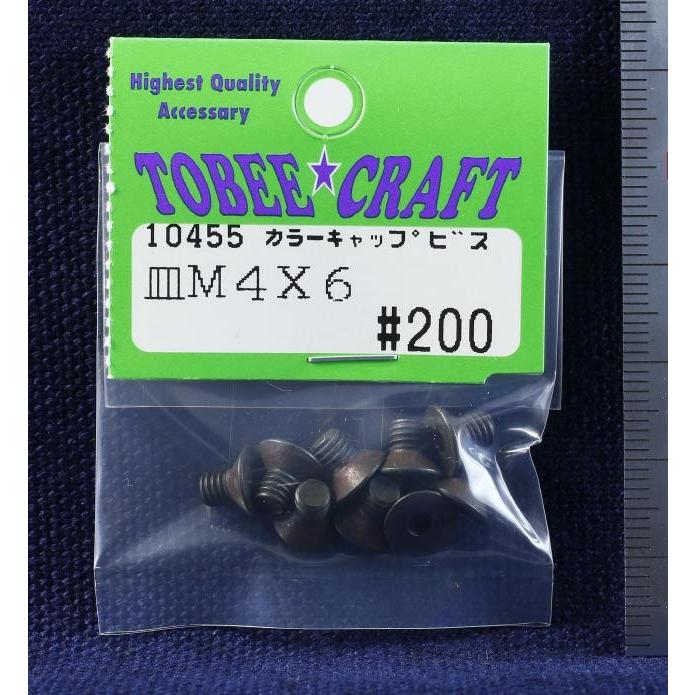 Highest Quality
Accessary
TOBEE★CRAFT
10455 カラーキャップビス
皿M4X6
#200